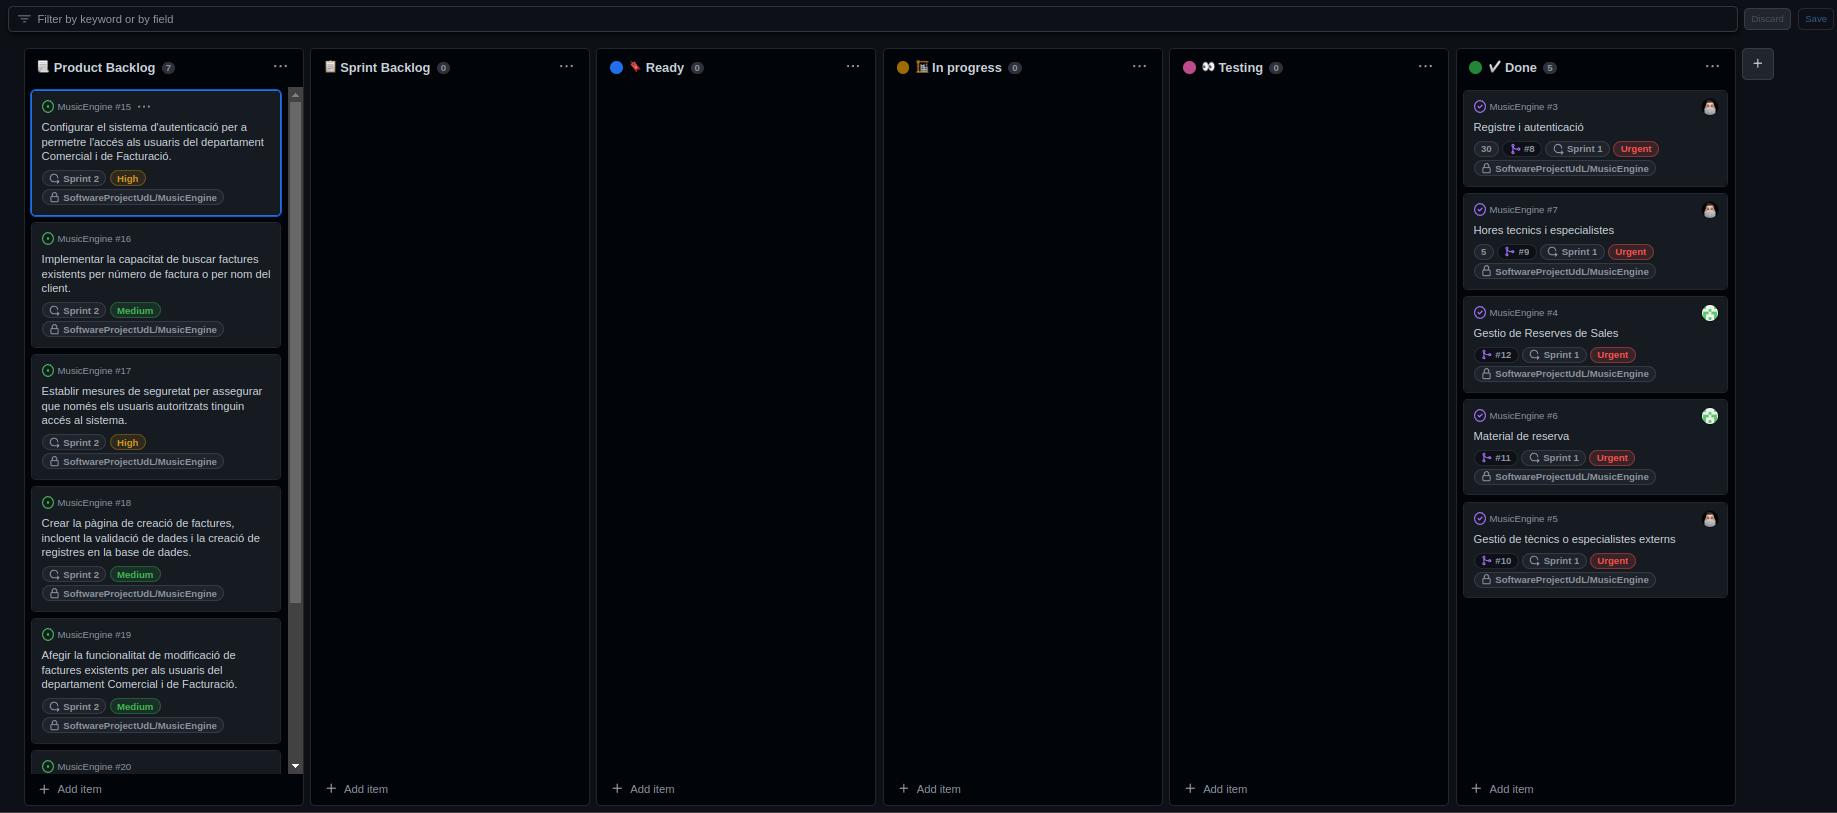 Filter by keyword or by field
Discard
Save
Product Backlog 7
MusicEngine #15
Configurar el sistema d'autenticació per a
permetre l'accés als usuaris del departament
Comercial i de Facturació.
Sprint 2 High
SoftwareProjectUdL/MusicEngine
MusicEngine #16
Implementar la capacitat de buscar factures
existents per número de factura o per nom del
client.
Sprint 2 Medium
SoftwareProjectUdL/MusicEngine
MusicEngine #17
Establir mesures de seguretat per assegurar
que només els usuaris autoritzats tinguin
accés al sistema.
Sprint 2 High
SoftwareProjectUdL/MusicEngine
MusicEngine #18
Crear la pàgina de creació de factures,
incloent la validació de dades i la creació de
registres en la base de dades.
Sprint 2 Medium
SoftwareProjectUdL/MusicEngine
MusicEngine #19
Afegir la funcionalitat de modificació de
factures existents per als usuaris del
departament Comercial i de Facturació.
Sprint 2 Medium
SoftwareProjectUdL/MusicEngine
MusicEngine #20
+ Add item
Sprint Backlog 0
+ Add item
Ready 0
+ Add item
In progress 0
+ Add item
Testing 0
+ Add item
Done 5
MusicEngine #3
Registre i autenticació
30 #8 Sprint 1 Urgent
SoftwareProjectUdL/MusicEngine
MusicEngine #7
Hores tecnics i especialistes
5 #9 Sprint 1 Urgent
SoftwareProjectUdL/MusicEngine
MusicEngine #4
Gestio de Reserves de Sales
#12 Sprint 1 Urgent
SoftwareProjectUdL/MusicEngine
MusicEngine #6
Material de reserva
#11 Sprint 1 Urgent
SoftwareProjectUdL/MusicEngine
MusicEngine #5
Gestió de tècnics o especialistes externs
#10 Sprint 1 Urgent
SoftwareProjectUdL/MusicEngine
+ Add item
+